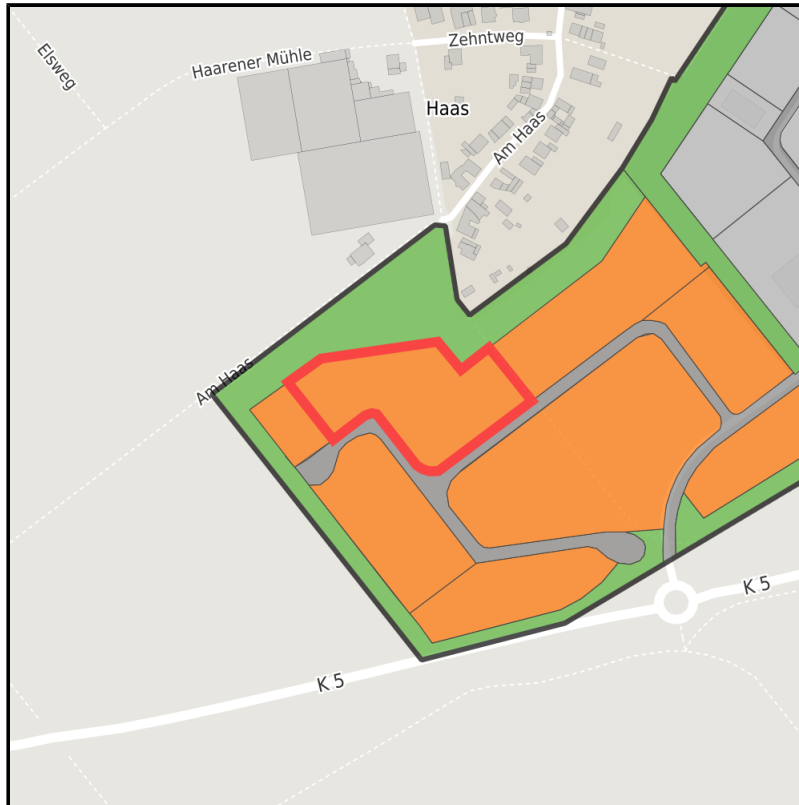 Elsweg
Haarener Mühle
Zehntweg
Haas
Am Haas
Am Haas
K 5
K 5